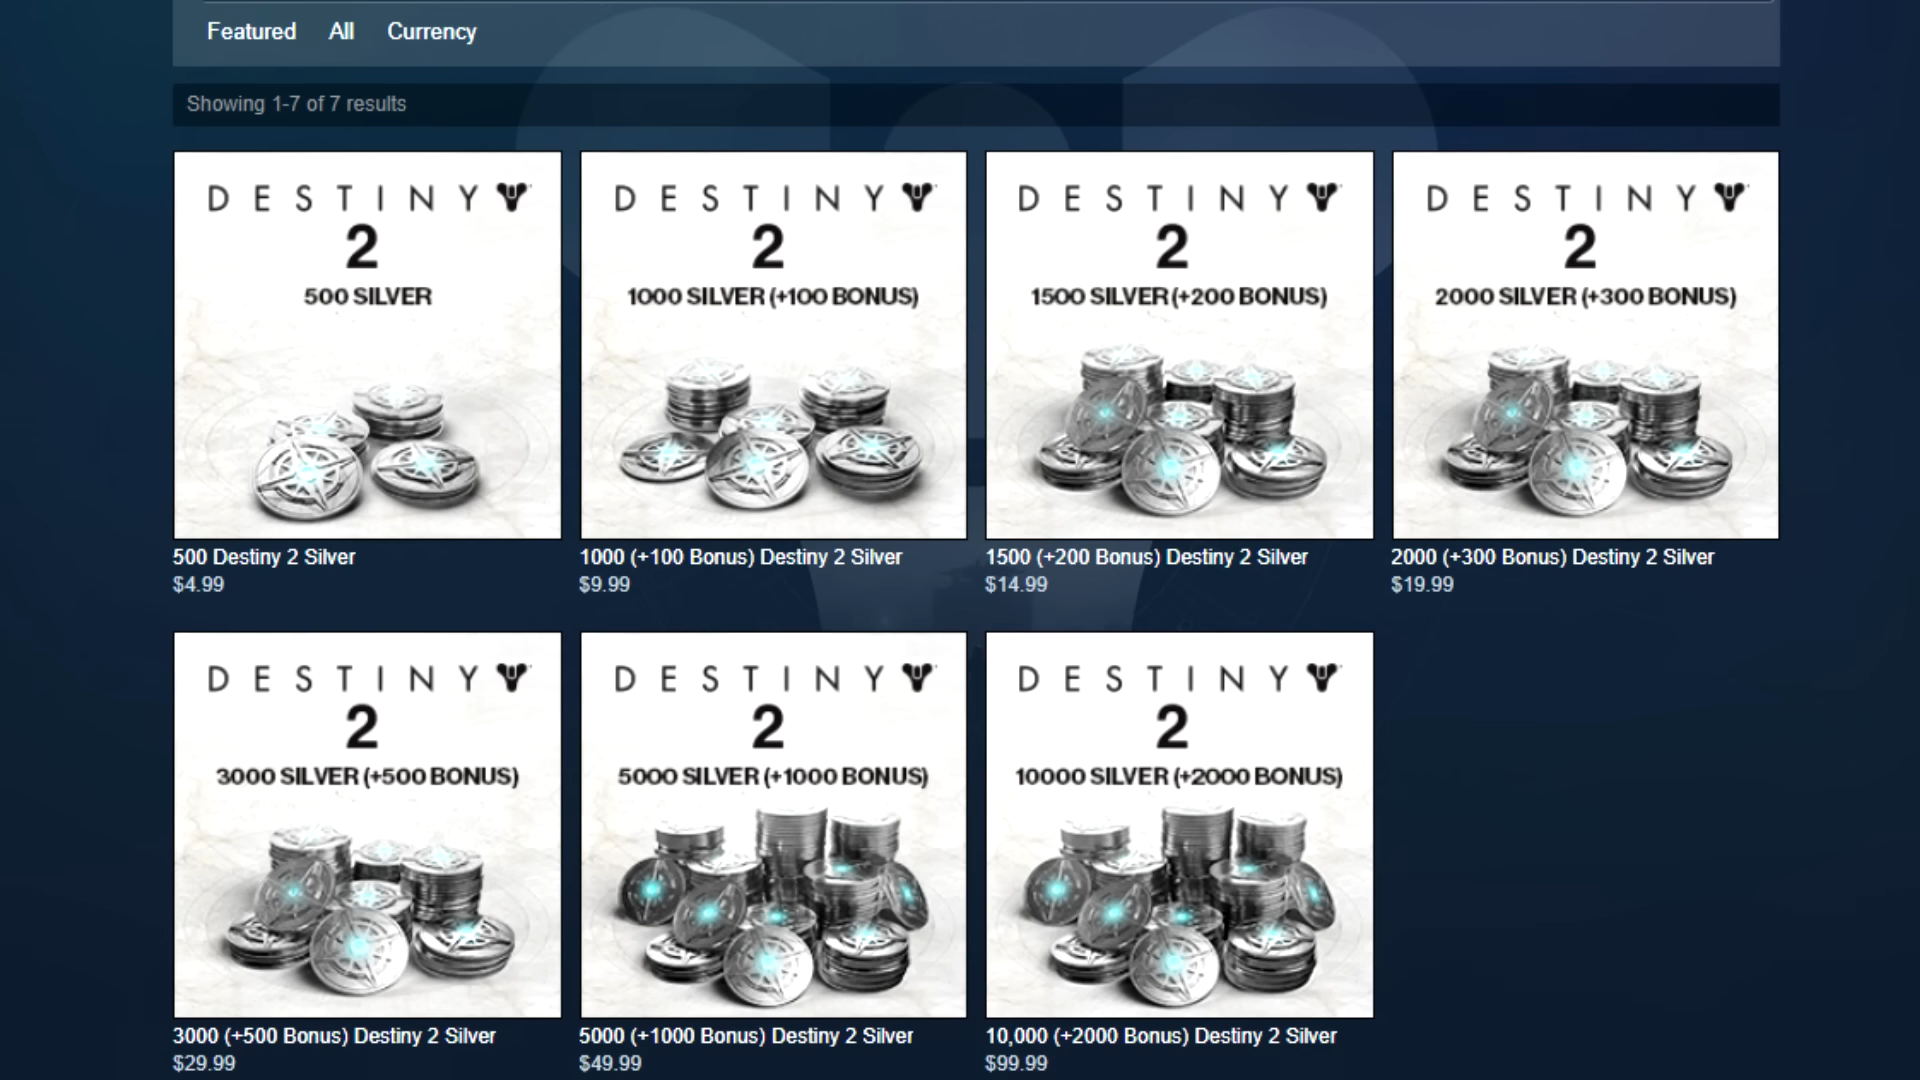 Featured All Currency
Showing 1-7 of 7 results
DESTINY
2
500 SILVER
DESTINY
2
1000 SILVER (+100 BONUS)
DESTINY
2
1500 SILVER (+200 BONUS)
DESTINY
2
2000 SILVER (+300 BONUS)
500 Destiny 2 Silver
$4.99
1000 (+100 Bonus) Destiny 2 Silver
$9.99
1500 (+200 Bonus) Destiny 2 Silver
$14.99
2000 (+300 Bonus) Destiny 2 Silver
$19.99
DESTINY
2
3000 SILVER (+500 BONUS)
DESTINY
2
5000 SILVER (+1000 BONUS)
DESTINY
2
10000 SILVER (+2000 BONUS)
3000 (+500 Bonus) Destiny 2 Silver
$29.99
5000 (+1000 Bonus) Destiny 2 Silver
$49.99
10,000 (+2000 Bonus) Destiny 2 Silver
$99.99